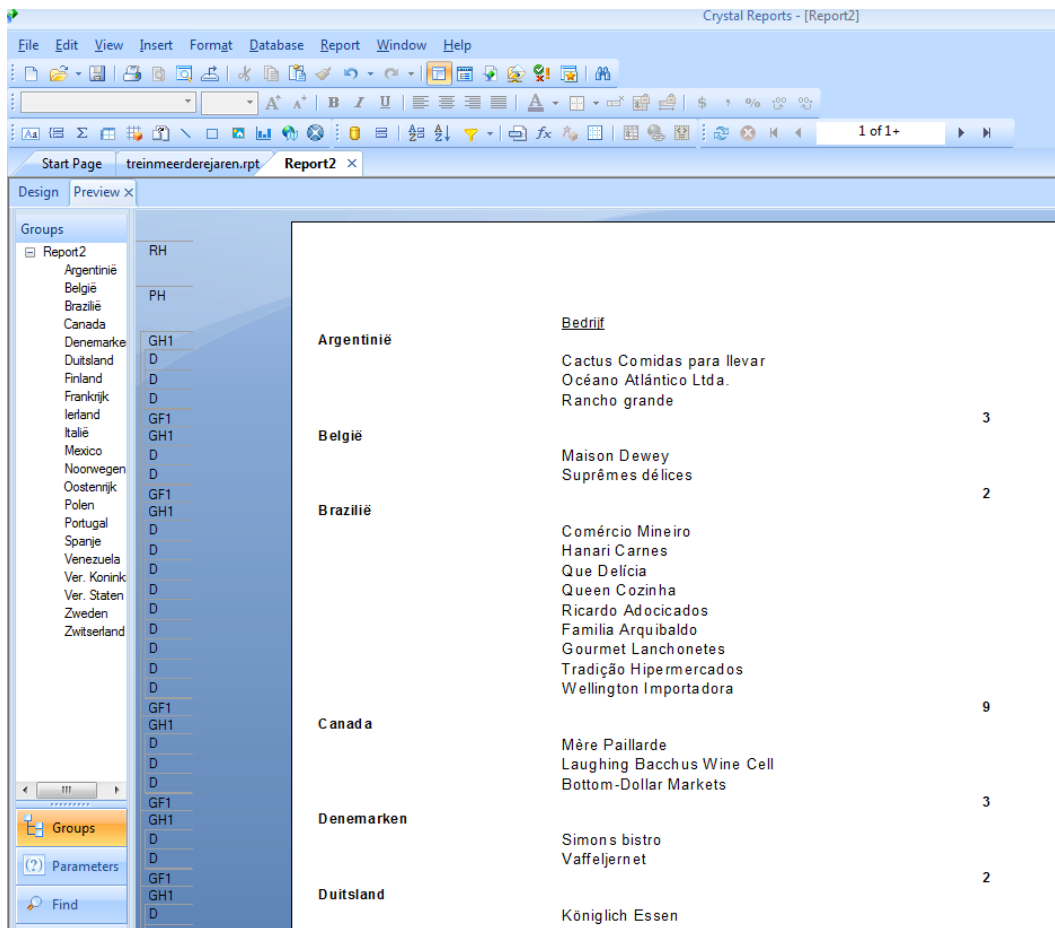 Crystal Reports - [Report2]
File Edit View Insert Format Database Report Window Help
B I U A $ , %
Aa Σ fx 1 of 1+
Start Page treinmeerderejaren.rpt Report2 ×
Design Preview ×
Groups
Report2
Argentinië
België
Brazilië
Canada
Denemarke
Duitsland
Finland
Frankrijk
Ierland
Italië
Mexico
Noorwegen
Oostenrijk
Polen
Portugal
Spanje
Venezuela
Ver. Konink
Ver. Staten
Zweden
Zwitserland
Groups
(?) Parameters
Find
RH
PH
Bedrijf
GH1 Argentinië
D Cactus Comidas para llevar
D Océano Atlántico Ltda.
D Rancho grande
GF1 3
GH1 België
D Maison Dewey
D Suprêmes délices
GF1 2
GH1 Brazilië
D Comércio Mineiro
D Hanari Carnes
D Que Delícia
D Queen Cozinha
D Ricardo Adocicados
D Familia Arquibaldo
D Gourmet Lanchonetes
D Tradição Hipermercados
D Wellington Importadora
GF1 9
GH1 Canada
D Mère Paillarde
D Laughing Bacchus Wine Cell
D Bottom-Dollar Markets
GF1 3
GH1 Denemarken
D Simons bistro
D Vaffeljernet
GF1 2
GH1 Duitsland
D Königlich Essen